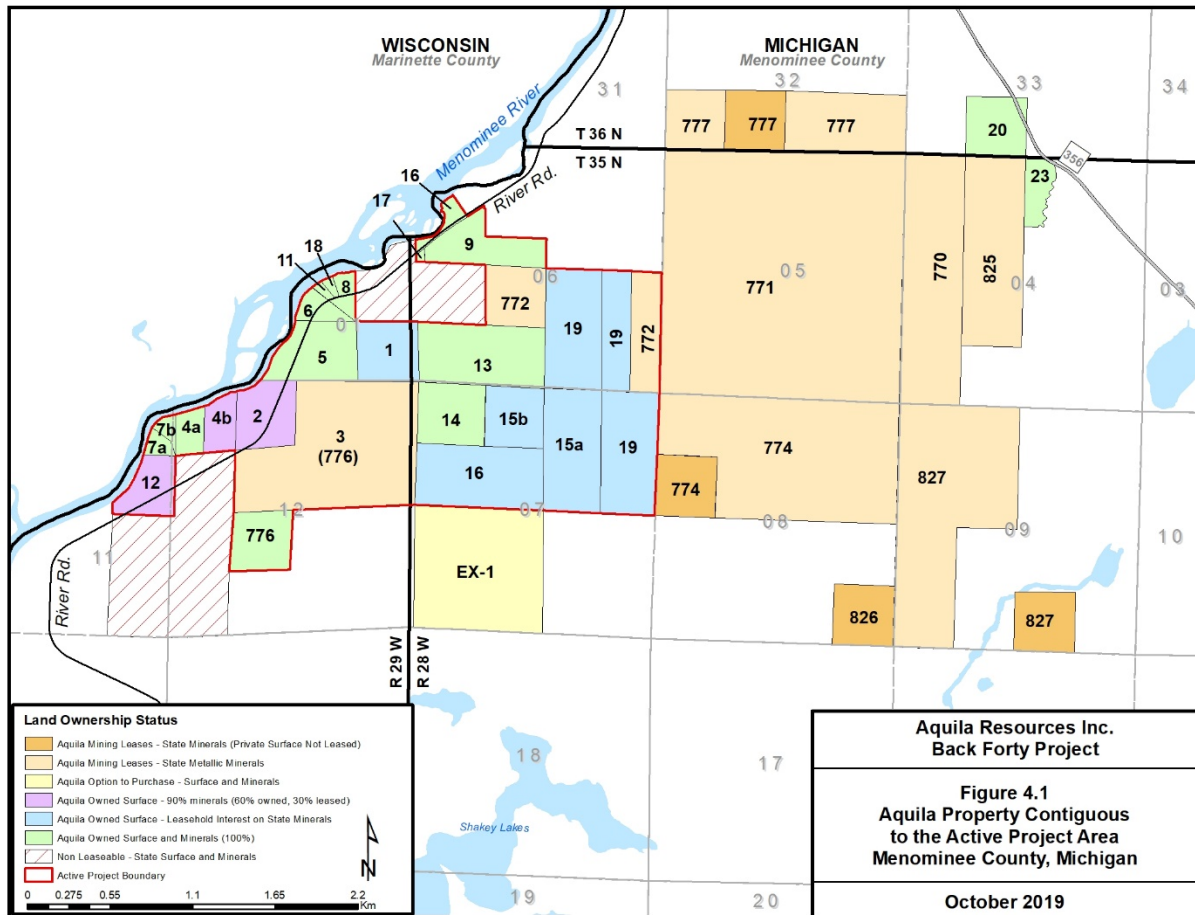 WISCONSIN
Marinette County
MICHIGAN
Menominee County
31
32
33
34
Menominee River
River Rd.
T 36 N
T 35 N
777
777
777
20
356
23
16
17
9
11
18
8
6
0
06
05
04
03
772
19
19
772
771
770
825
5
1
13
7b
7a
4a
4b
2
12
3
(776)
14
15b
15a
19
16
774
774
827
11
12
07
08
09
10
776
EX-1
826
827
River Rd.
R 29 W
R 28 W
18
17
Shakey Lakes
19
20
Land Ownership Status
Aquila Mining Leases - State Minerals (Private Surface Not Leased)
Aquila Mining Leases - State Metallic Minerals
Aquila Option to Purchase - Surface and Minerals
Aquila Owned Surface - 90% minerals (60% owned, 30% leased)
Aquila Owned Surface - Leasehold Interest on State Minerals
Aquila Owned Surface and Minerals (100%)
Non Leaseable - State Surface and Minerals
Active Project Boundary
N
0 0.275 0.55 1.1 1.65 2.2
Km
Aquila Resources Inc.
Back Forty Project
Figure 4.1
Aquila Property Contiguous
to the Active Project Area
Menominee County, Michigan
October 2019